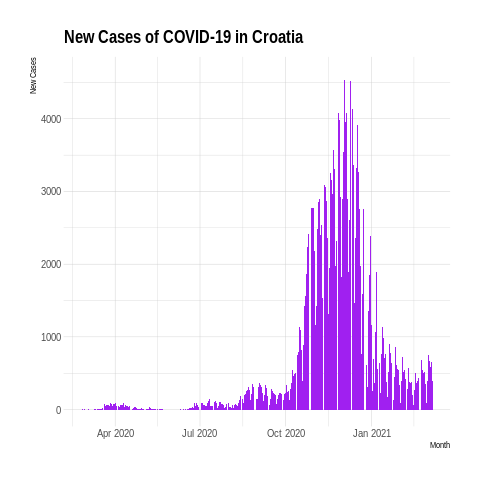 New Cases of COVID-19 in Croatia
New Cases
4000
3000
2000
1000
0
Apr 2020
Jul 2020
Oct 2020
Jan 2021
Month